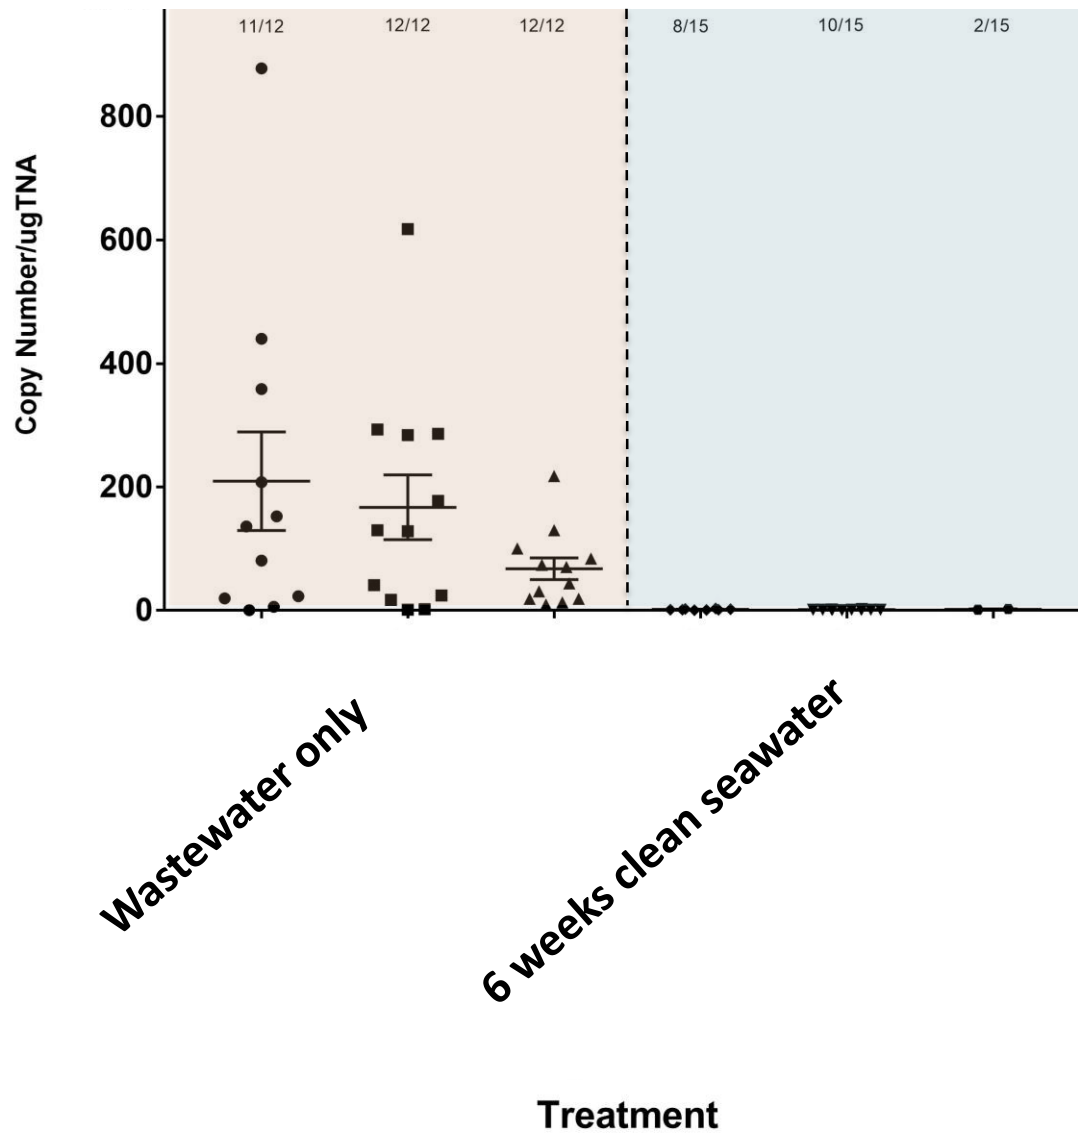 11/12 12/12 12/12 8/15 10/15 2/15
800
600
400
200
0
Copy Number/ugTNA
Wastewater only
6 weeks clean seawater
Treatment